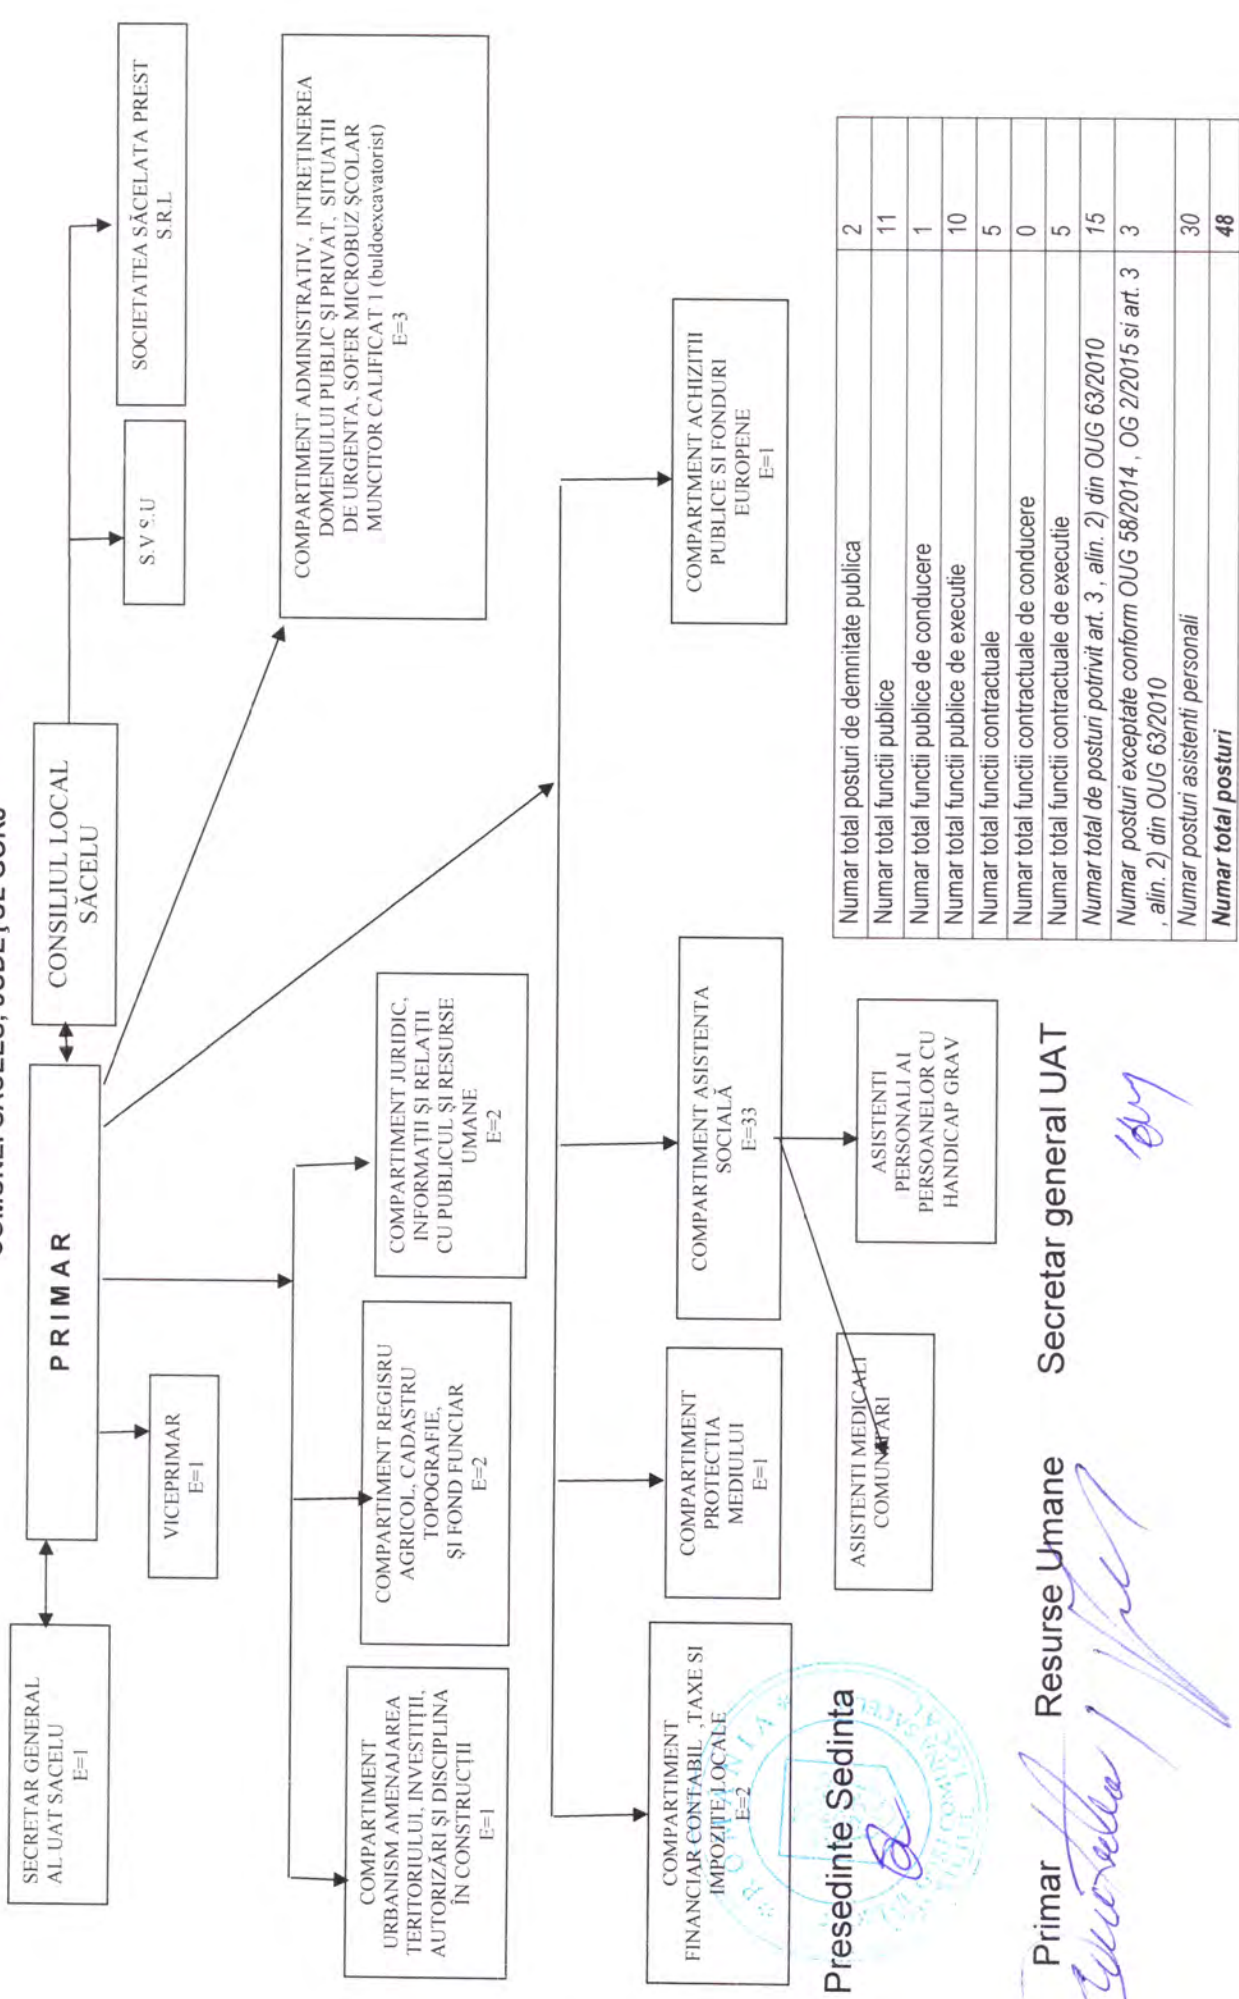 SECRETAR GENERAL
AL UAT SACELU
E=1
P R I M A R
CONSILIUL LOCAL
SĂCELU
VICEPRIMAR
E=1
S.V.S.U
SOCIETATEA SĂCELATA PREST
S.R.L
COMPARTIMENT ADMINISTRATIV, INTREȚINEREA
DOMENIULUI PUBLIC ȘI PRIVAT, SITUATII
DE URGENTA, SOFER MICROBUZ ȘCOLAR
MUNCITOR CALIFICAT 1 (buldoexcavatorist)
E=3
COMPARTIMENT
URBANISM AMENAJAREA
TERITORIULUI, INVESTIȚII,
AUTORIZĂRI ȘI DISCIPLINA
ÎN CONSTRUCȚII
E=1
COMPARTIMENT REGISRU
AGRICOL, CADASTRU
TOPOGRAFIE,
ȘI FOND FUNCIAR
E=2
COMPARTIMENT JURIDIC,
INFORMAȚII ȘI RELAȚII
CU PUBLICUL ȘI RESURSE
UMANE
E=2
COMPARTIMENT
FINANCIAR CONTABIL ,TAXE SI
IMPOZITE LOCALE
E=2
COMPARTIMENT
PROTECTIA
MEDIULUI
E=1
COMPARTIMENT ASISTENTA
SOCIALĂ
E=33
COMPARTMENT ACHIZITII
PUBLICE SI FONDURI
EUROPENE
E=1
ASISTENTI MEDICALI
COMUNITARI
ASISTENTI
PERSONALI AI
PERSOANELOR CU
HANDICAP GRAV
Numar total posturi de demnitate publica 2
Numar total functii publice 11
Numar total functii publice de conducere 1
Numar total functii publice de executie 10
Numar total functii contractuale 5
Numar total functii contractuale de conducere 0
Numar total functii contractuale de executie 5
Numar total de posturi potrivit art. 3 , alin. 2) din OUG 63/2010 15
Numar posturi exceptate conform OUG 58/2014 , OG 2/2015 si art. 3 3
, alin. 2) din OUG 63/2010
Numar posturi asistenti personali 30
Numar total posturi 48
Presedinte Sedinta
* ROMANIA *
Primar Resurse Umane Secretar general UAT